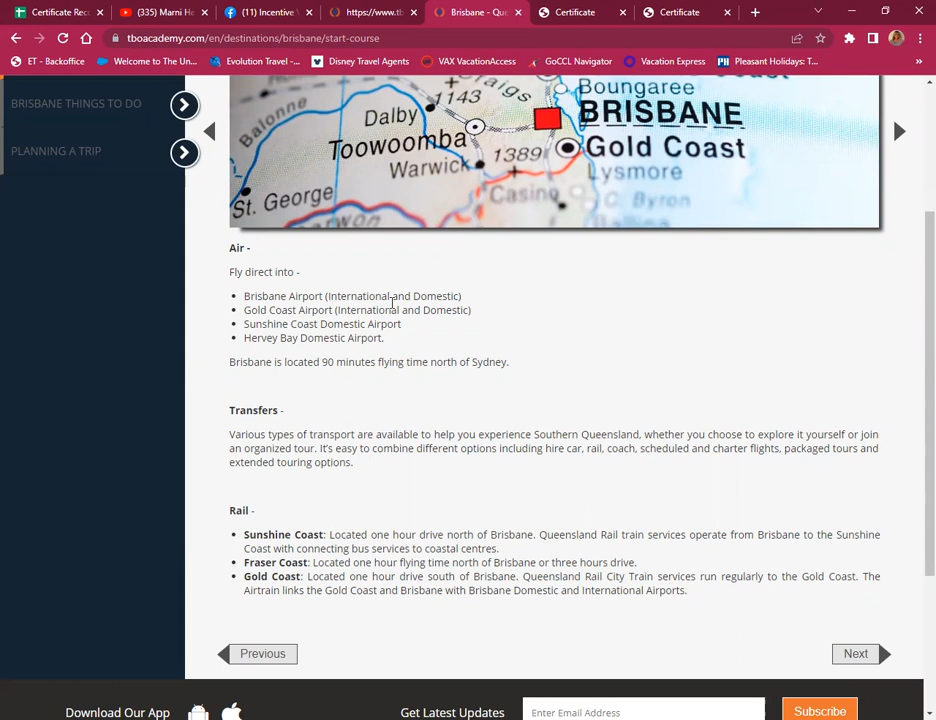 Certificate Reco
(335) Marni He
(11) Incentive V
https://www.tb
Brisbane - Que
Certificate
Certificate
tboacademy.com/en/destinations/brisbane/start-course
ET - Backoffice
Welcome to The Un...
Evolution Travel -...
Disney Travel Agents
VAX VacationAccess
GoCCL Navigator
Vacation Express
Pleasant Holidays: T...
BRISBANE THINGS TO DO
PLANNING A TRIP
Craigs
Boungaree
1143
BRISBANE
Dalby
Balonne
Toowoomba
Gold Coast
1389
Warwick
Lysmore
Casino
St. George
C. Byron
Air -
Fly direct into -
Brisbane Airport (International and Domestic)
Gold Coast Airport (International and Domestic)
Sunshine Coast Domestic Airport
Hervey Bay Domestic Airport.
Brisbane is located 90 minutes flying time north of Sydney.
Transfers -
Various types of transport are available to help you experience Southern Queensland, whether you choose to explore it yourself or join
an organized tour. It's easy to combine different options including hire car, rail, coach, scheduled and charter flights, packaged tours and
extended touring options.
Rail -
Sunshine Coast: Located one hour drive north of Brisbane. Queensland Rail train services operate from Brisbane to the Sunshine
Coast with connecting bus services to coastal centres.
Fraser Coast: Located one hour flying time north of Brisbane or three hours drive.
Gold Coast: Located one hour drive south of Brisbane. Queensland Rail City Train services run regularly to the Gold Coast. The
Airtrain links the Gold Coast and Brisbane with Brisbane Domestic and International Airports.
Previous
Next
Download Our App
Get Latest Updates
Enter Email Address
Subscribe